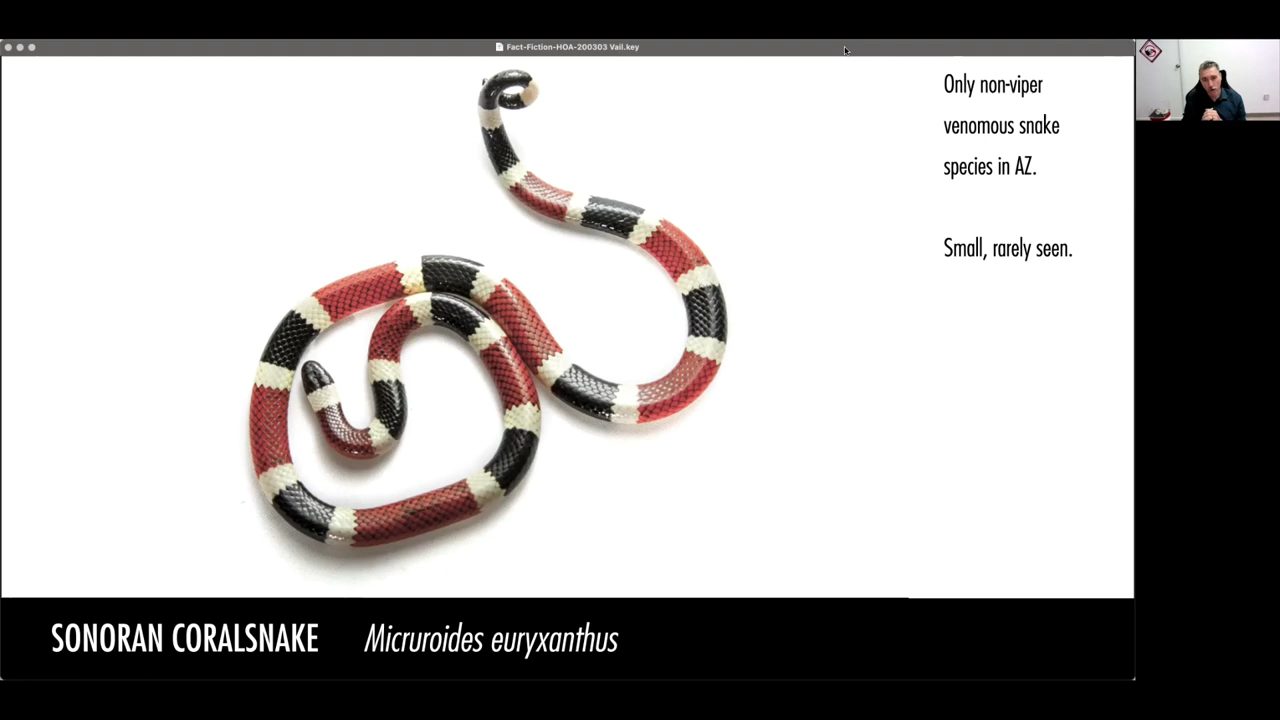 Fact-Fiction-HOA-200303 Vail.key
Only non-viper
venomous snake
species in AZ.
Small, rarely seen.
SONORAN CORALSNAKE Micruroides euryxanthus